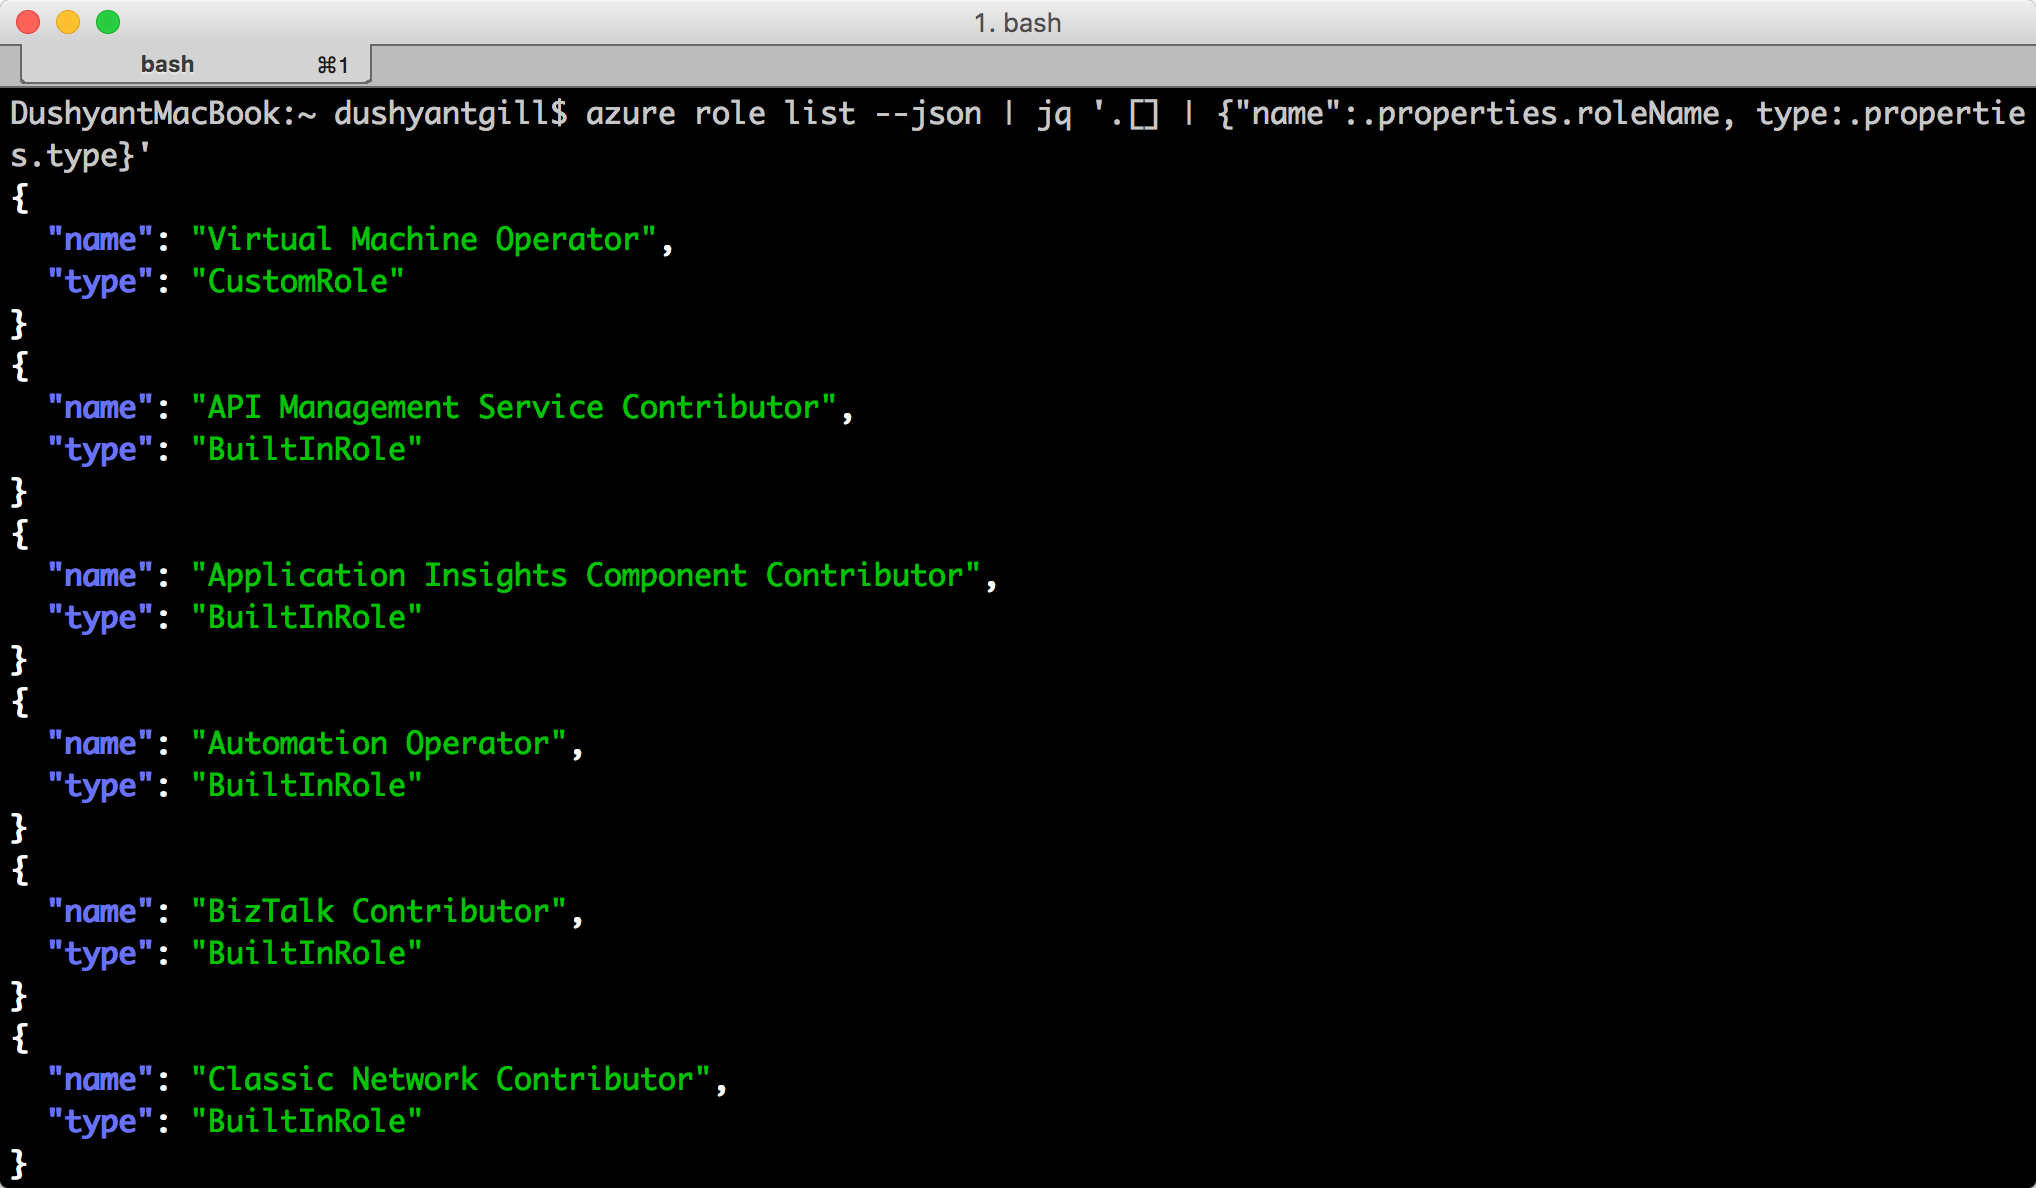 1. bash
bash ⌘1
DushyantMacBook:~ dushyantgill$ azure role list --json | jq '.[] | {"name":.properties.roleName, type:.propertie
s.type}'
{
  "name": "Virtual Machine Operator",
  "type": "CustomRole"
}
{
  "name": "API Management Service Contributor",
  "type": "BuiltInRole"
}
{
  "name": "Application Insights Component Contributor",
  "type": "BuiltInRole"
}
{
  "name": "Automation Operator",
  "type": "BuiltInRole"
}
{
  "name": "BizTalk Contributor",
  "type": "BuiltInRole"
}
{
  "name": "Classic Network Contributor",
  "type": "BuiltInRole"
}